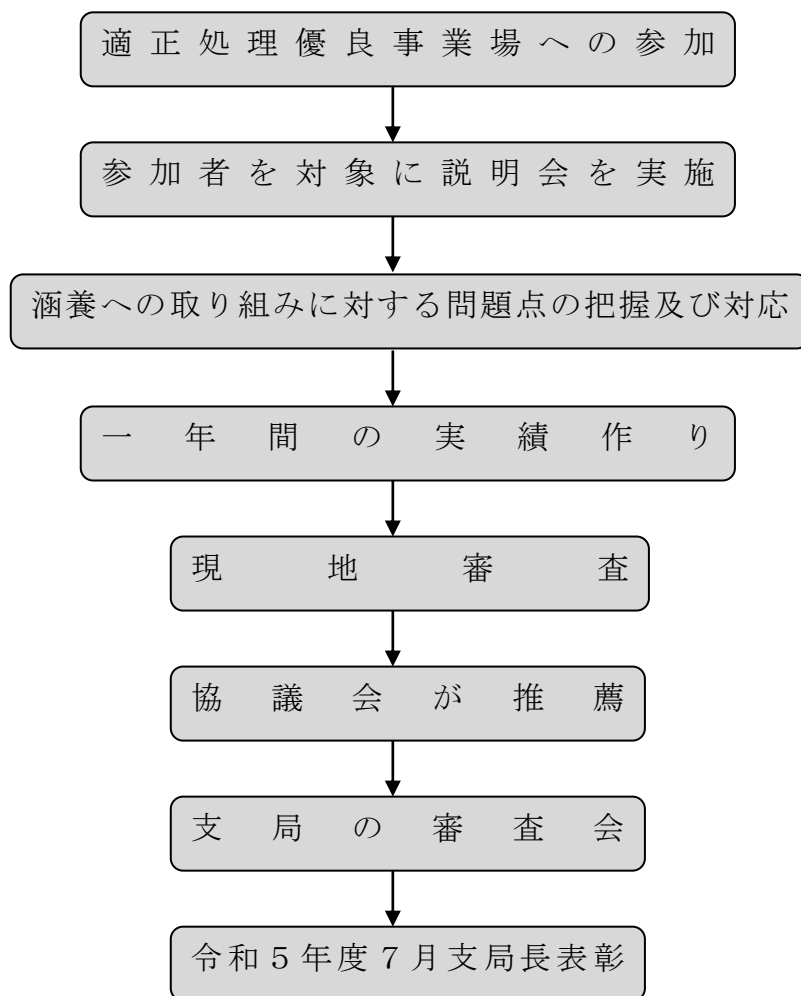 適正処理優良事業場への参加
参加者を対象に説明会を実施
涵養への取り組みに対する問題点の把握及び対応
一年間の実績作り
現地審査
協議会が推薦
支局の審査会
令和５年度７月支局長表彰